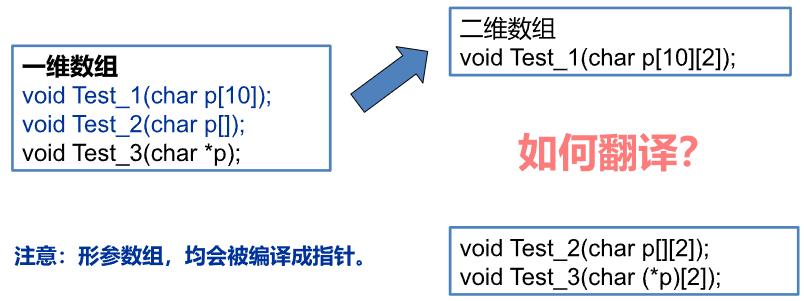 一维数组
void Test_1(char p[10]);
void Test_2(char p[]);
void Test_3(char *p);
二维数组
void Test_1(char p[10][2]);
如何翻译？
注意：形参数组，均会被编译成指针。
void Test_2(char p[][2]);
void Test_3(char (*p)[2]);